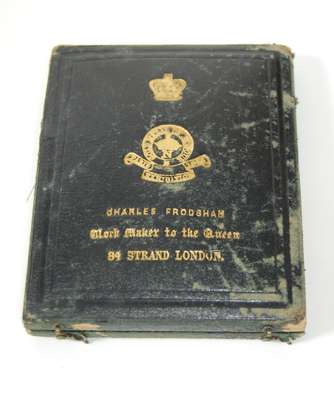 CHARLES FRODSHAM
Clock Maker to the Queen
84 STRAND LONDON.